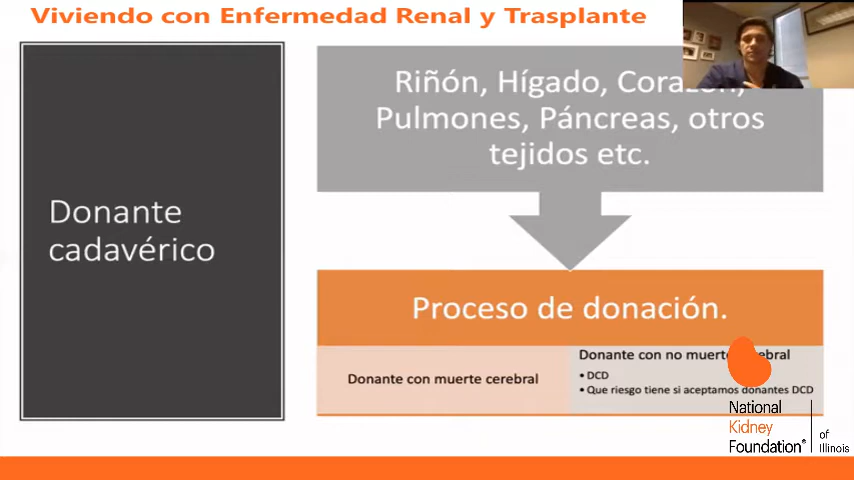 Viviendo con Enfermedad Renal y Trasplante
Donante
cadavérico
Riñón, Hígado, Corazón,
Pulmones, Páncreas, otros
tejidos etc.
Proceso de donación.
Donante con muerte cerebral
Donante con no muerte cerebral
• DCD
• Que riesgo tiene si aceptamos donantes DCD
National
Kidney
Foundation®
of
Illinois